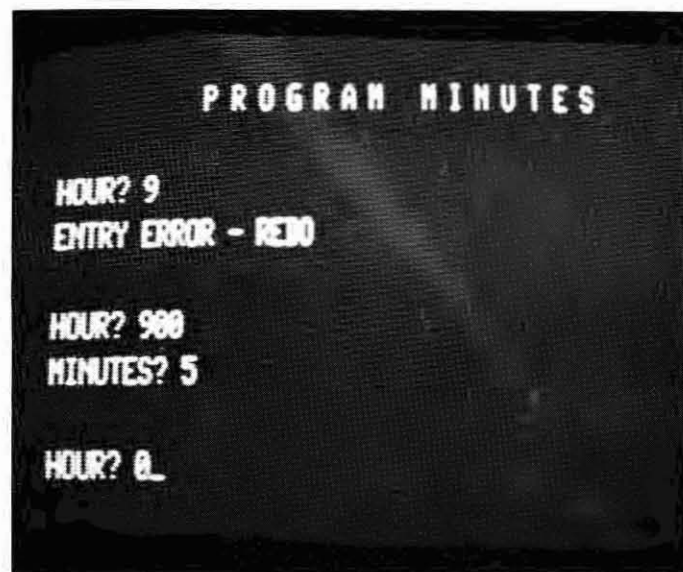 PROGRAM MINUTES
HOUR? 9
ENTRY ERROR - REDO
HOUR? 900
MINUTES? 5
HOUR? 0_